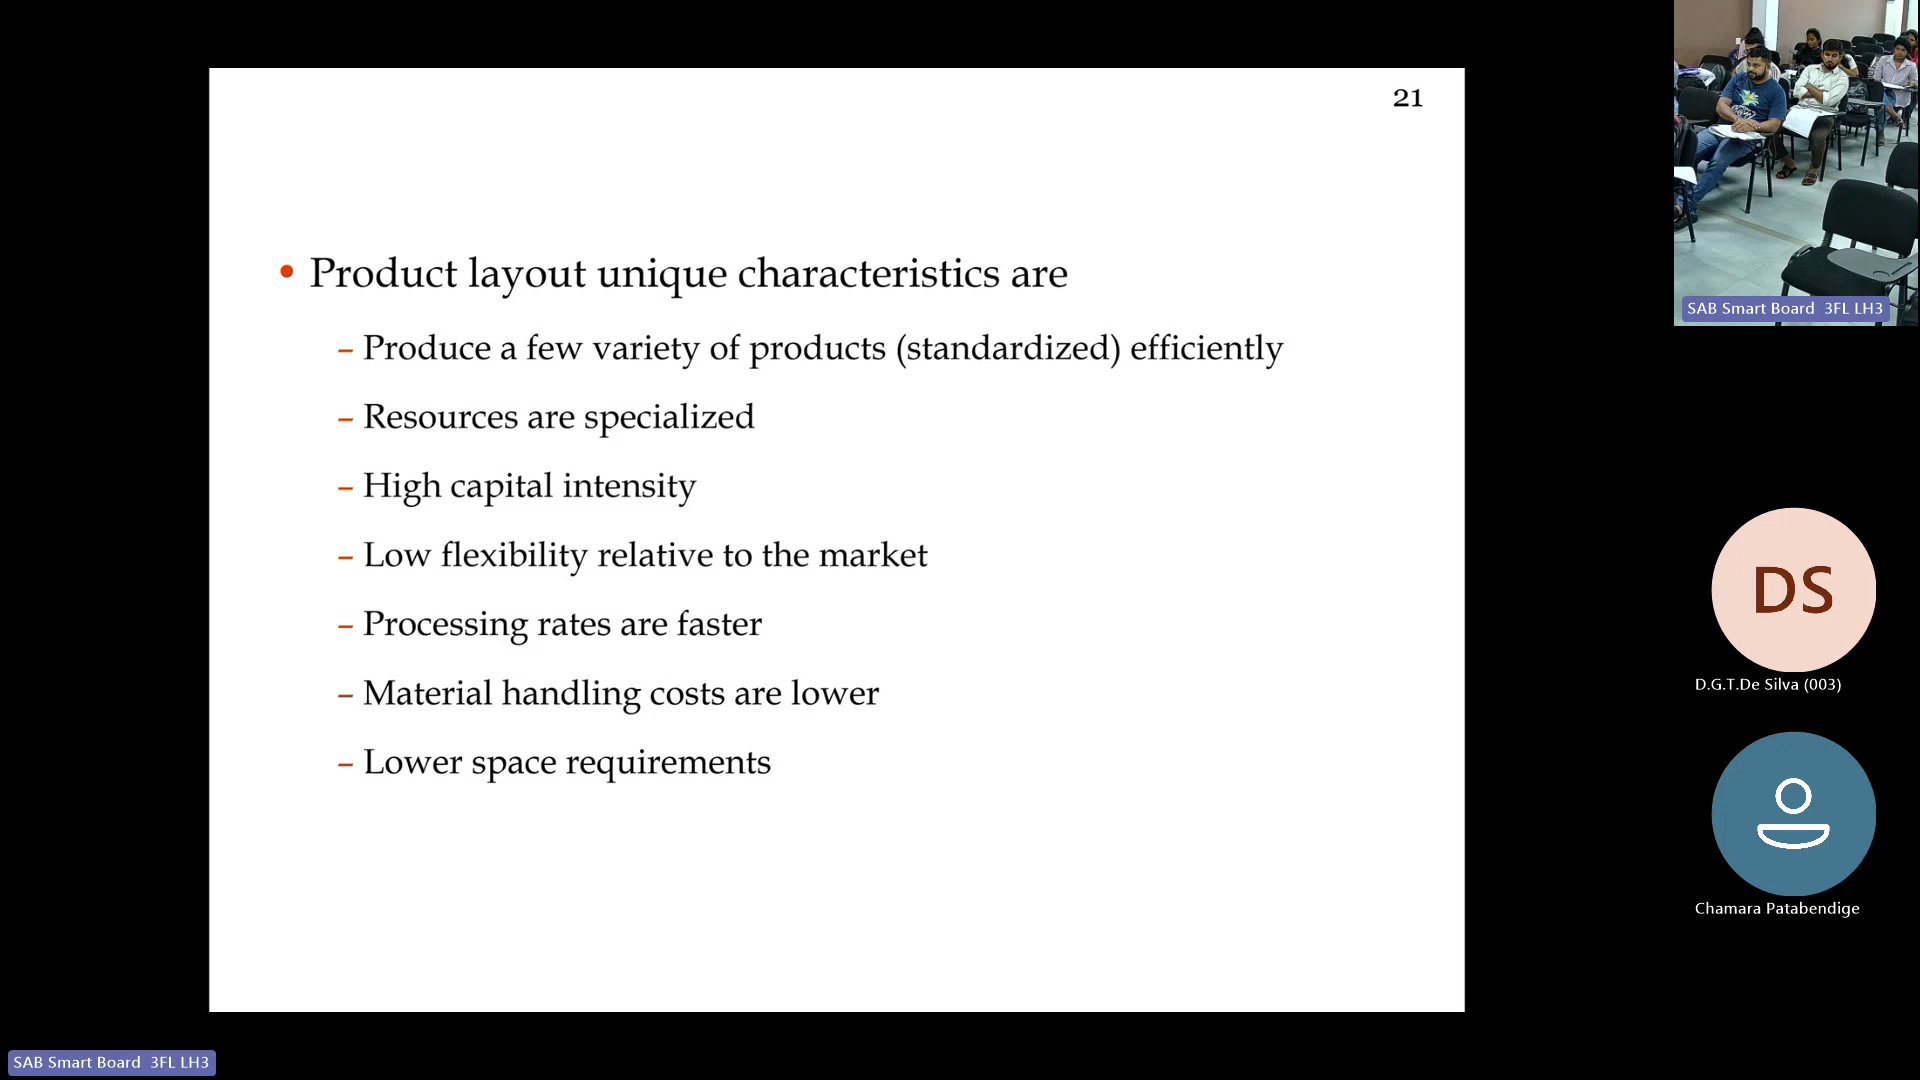 21
• Product layout unique characteristics are
– Produce a few variety of products (standardized) efficiently
– Resources are specialized
– High capital intensity
– Low flexibility relative to the market
– Processing rates are faster
– Material handling costs are lower
– Lower space requirements
SAB Smart Board 3FL LH3
DS
D.G.T.De Silva (003)
Chamara Patabendige
SAB Smart Board 3FL LH3